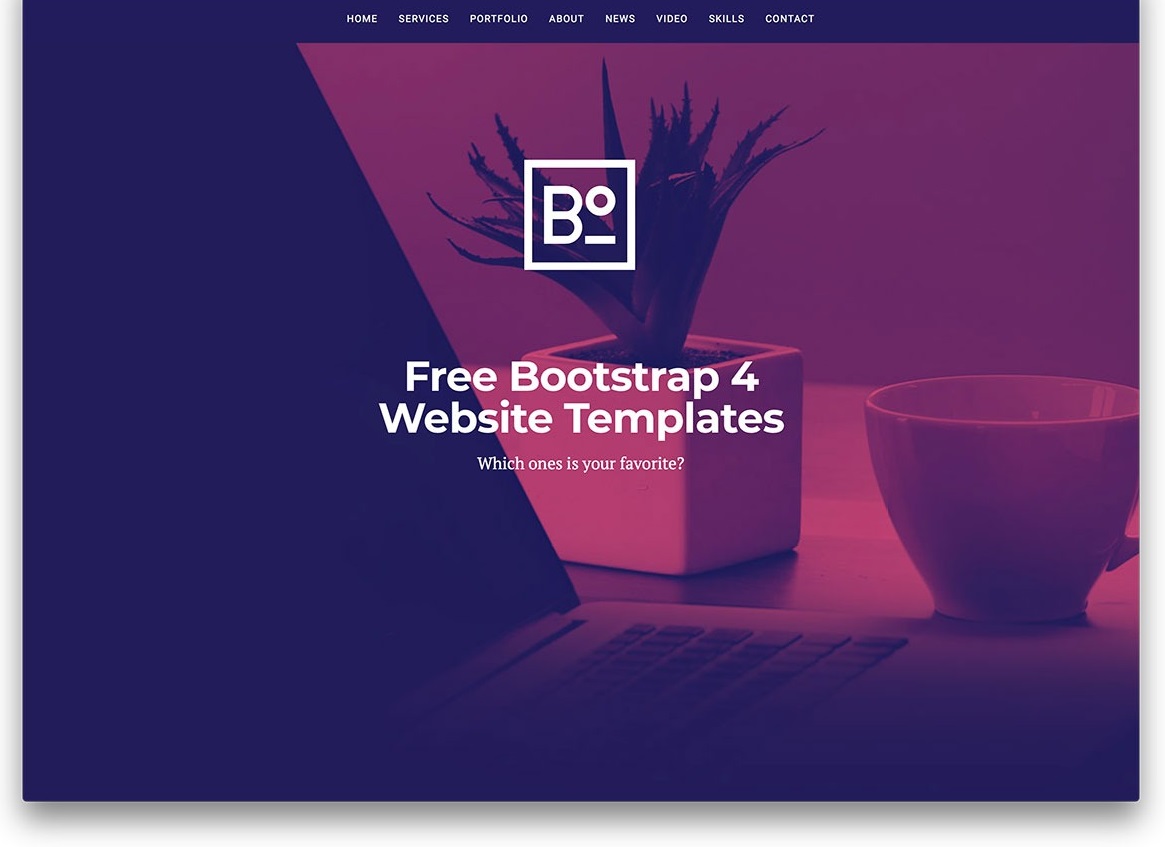 HOME SERVICES PORTFOLIO ABOUT NEWS VIDEO SKILLS CONTACT
Bo
Free Bootstrap 4
Website Templates
Which ones is your favorite?